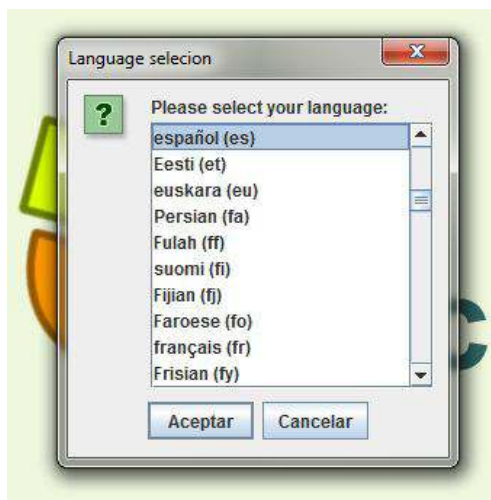 Language selecion
Please select your language:
español (es)
Eesti (et)
euskara (eu)
Persian (fa)
Fulah (ff)
suomi (fi)
Fijian (fj)
Faroese (fo)
français (fr)
Frisian (fy)
Aceptar Cancelar